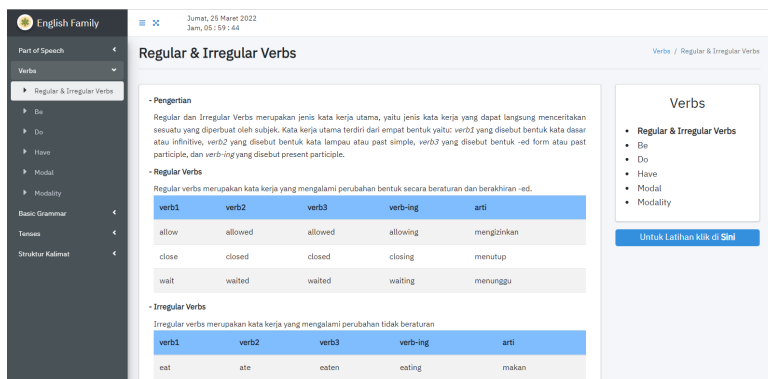 English Family
Jumat, 25 Maret 2022
Jam, 05 : 59 : 44
Part of Speech
Verbs
Regular & Irregular Verbs
Be
Do
Have
Modal
Modality
Basic Grammar
Tenses
Struktur Kalimat
Regular & Irregular Verbs
Verbs / Regular & Irregular Verbs
- Pengertian
Regular dan Irregular Verbs merupakan jenis kata kerja utama, yaitu jenis kata kerja yang dapat langsung menceritakan
sesuatu yang diperbuat oleh subjek. Kata kerja utama terdiri dari empat bentuk yaitu: verb1 yang disebut bentuk kata dasar
atau infinitive, verb2 yang disebut bentuk kata lampau atau past simple, verb3 yang disebut bentuk -ed form atau past
participle, dan verb-ing yang disebut present participle.
- Regular Verbs
Regular verbs merupakan kata kerja yang mengalami perubahan bentuk secara beraturan dan berakhiran -ed.
verb1 verb2 verb3 verb-ing arti
allow allowed allowed allowing mengizinkan
close closed closed closing menutup
wait waited waited waiting menunggu
- Irregular Verbs
Irregular verbs merupakan kata kerja yang mengalami perubahan tidak beraturan
verb1 verb2 verb3 verb-ing arti
eat ate eaten eating makan
Verbs
Regular & Irregular Verbs
Be
Do
Have
Modal
Modality
Untuk Latihan klik di Sini